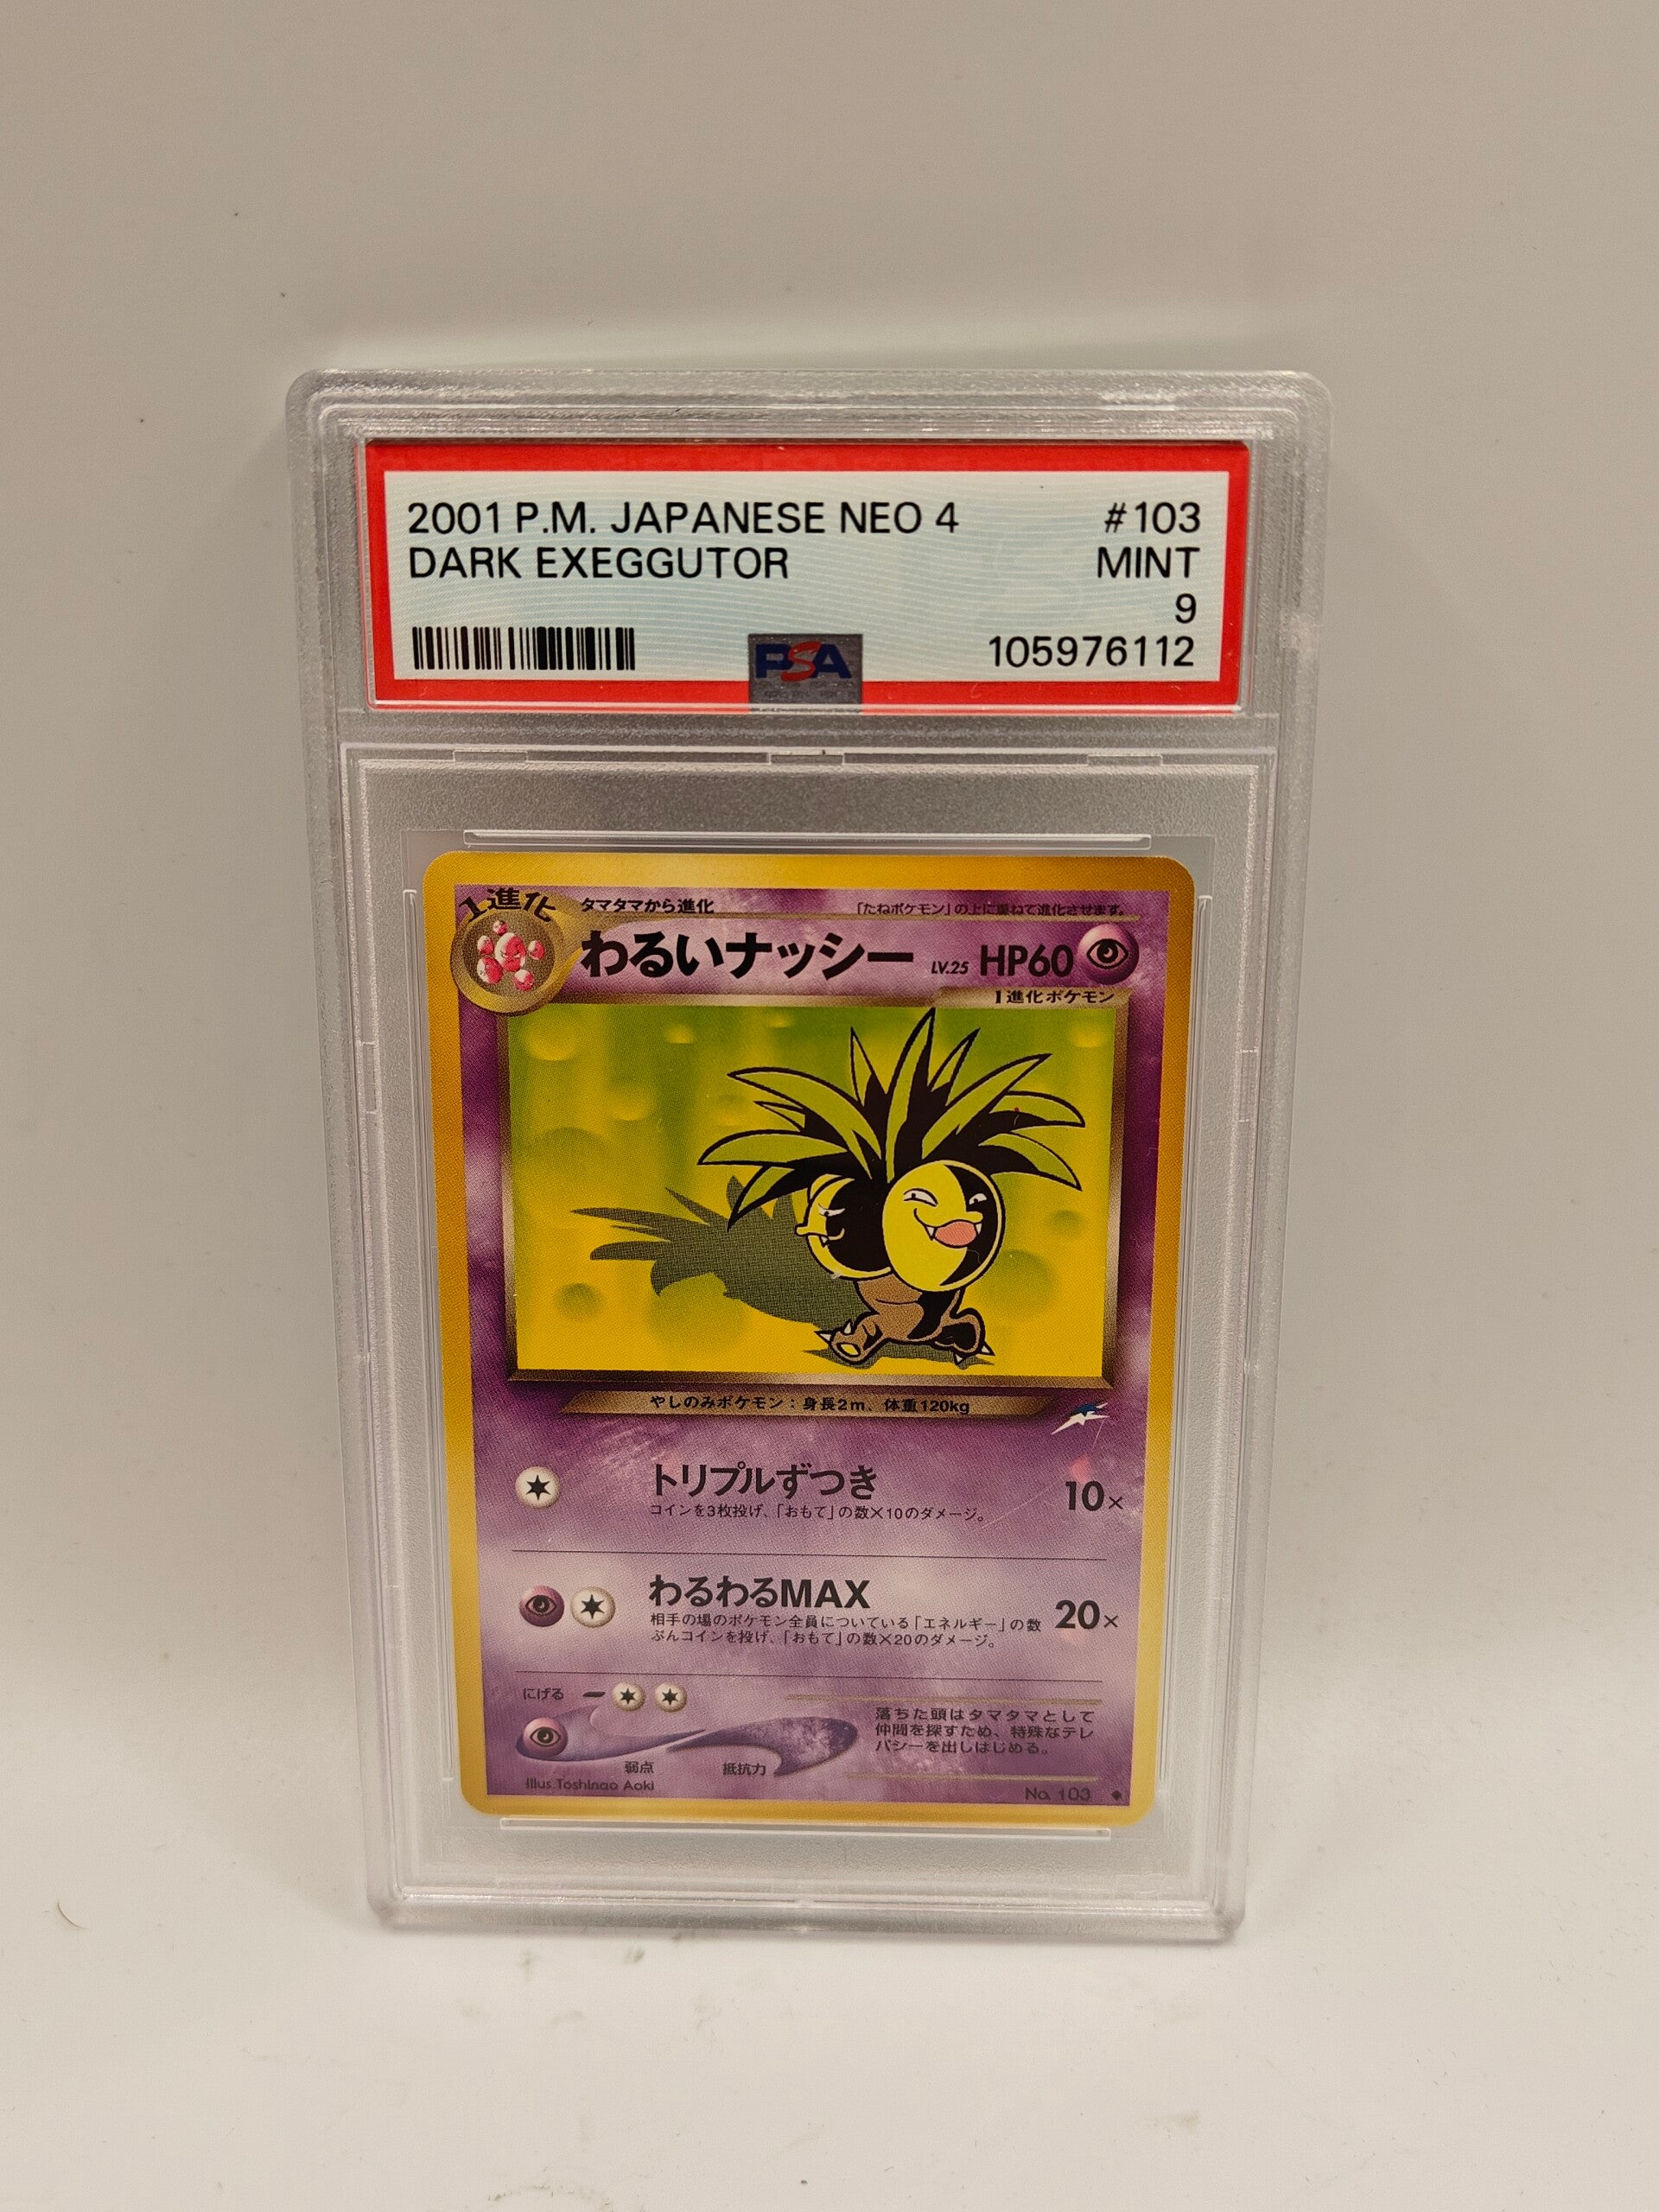 2001 P.M. JAPANESE NEO 4 #103
DARK EXEGGUTOR MINT
9
PSA 105976112
1進化
タマタマから進化 「たねポケモン」の上に重ねて進化させます。
わるいナッシー LV.25 HP60
1進化ポケモン
やしのみポケモン：身長2m、体重120kg
トリプルずつき 10×
コインを3枚投げ、「おもて」の数×10のダメージ。
わるわるMAX 20×
相手の場のポケモン全員についている「エネルギー」の数
ぶんコインを投げ、「おもて」の数×20のダメージ。
にげる
落ちた頭はタマタマとして
仲間を探すため、特殊なテレ
パシーを出しはじめる。
弱点 抵抗力
Illus.Toshinao Aoki
No. 103 ◆